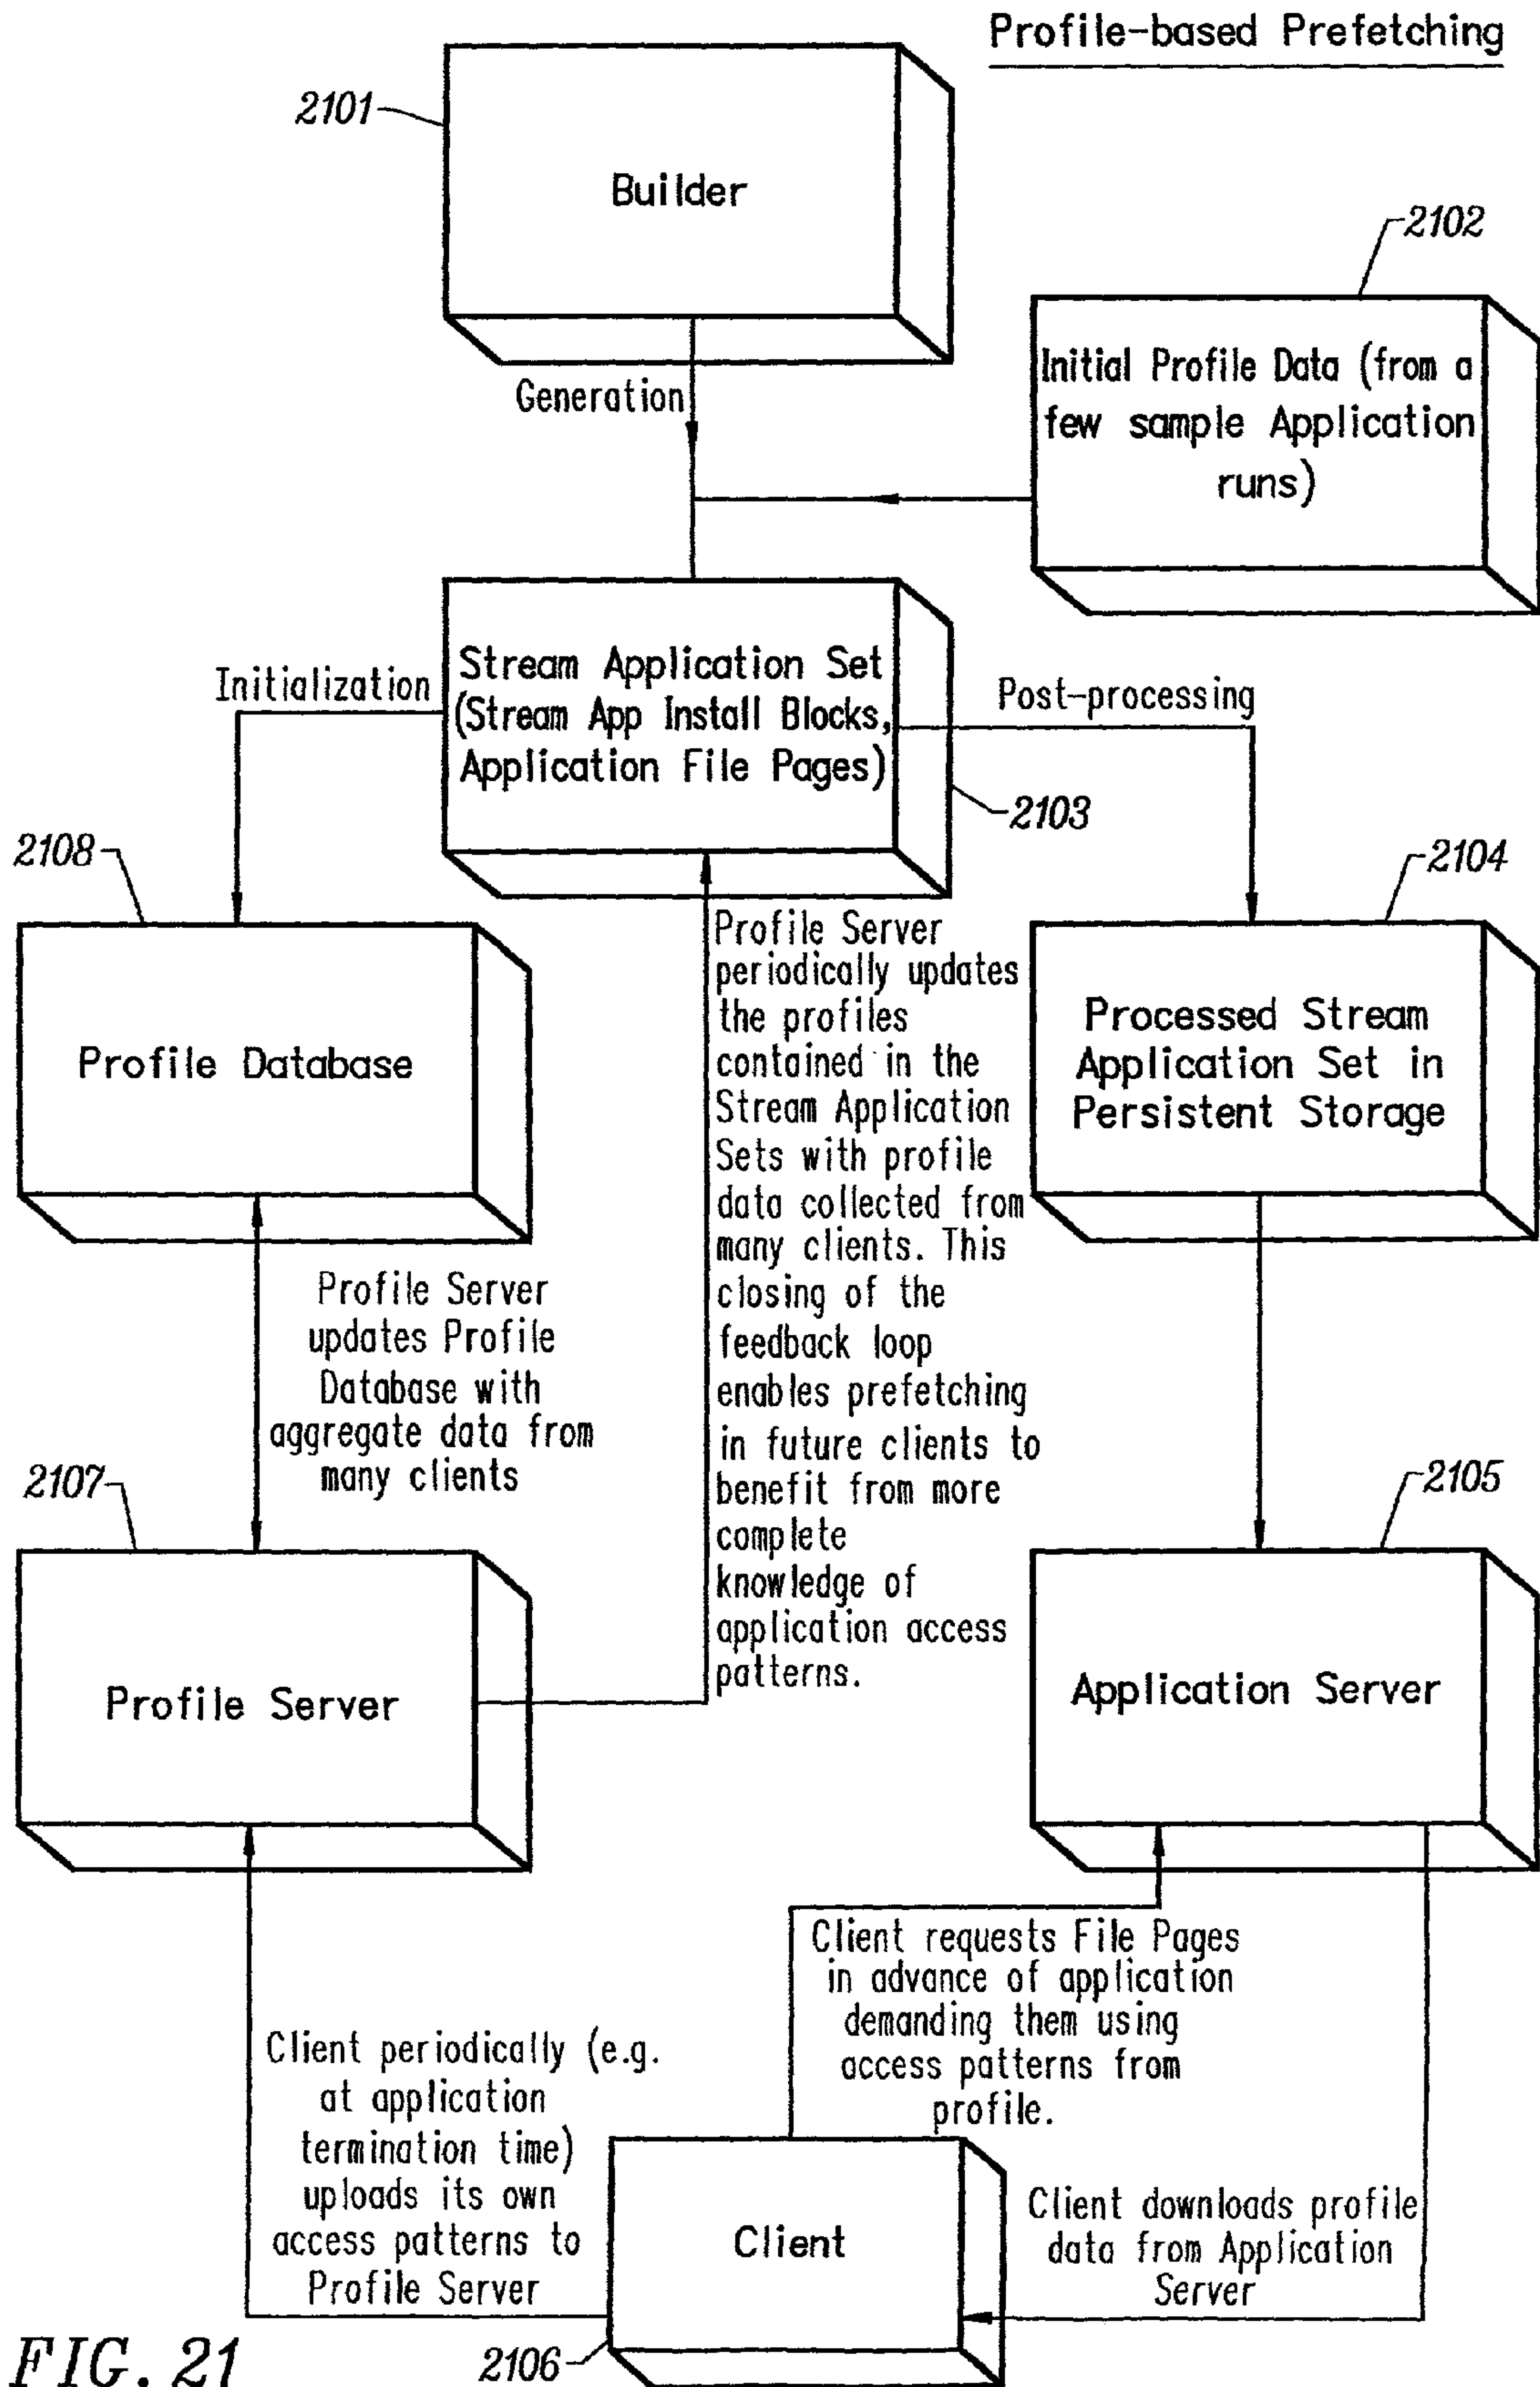 Profile-based Prefetching
2101
Builder
2102
Initial Profile Data (from a
few sample Application
runs)
Generation
Initialization
Stream Application Set
(Stream App Install Blocks,
Application File Pages)
Post-processing
2103
2108
2104
Profile Database
Profile Server
periodically updates
the profiles
contained in the
Stream Application
Sets with profile
data collected from
many clients. This
closing of the
feedback loop
enables prefetching
in future clients to
benefit from more
complete
knowledge of
application access
patterns.
Processed Stream
Application Set in
Persistent Storage
Profile Server
updates Profile
Database with
aggregate data from
many clients
2107
2105
Profile Server
Application Server
Client requests File Pages
in advance of application
demanding them using
access patterns from
profile.
Client periodically (e.g.
at application
termination time)
uploads its own
access patterns to
Profile Server
Client
Client downloads profile
data from Application
Server
2106
FIG. 21